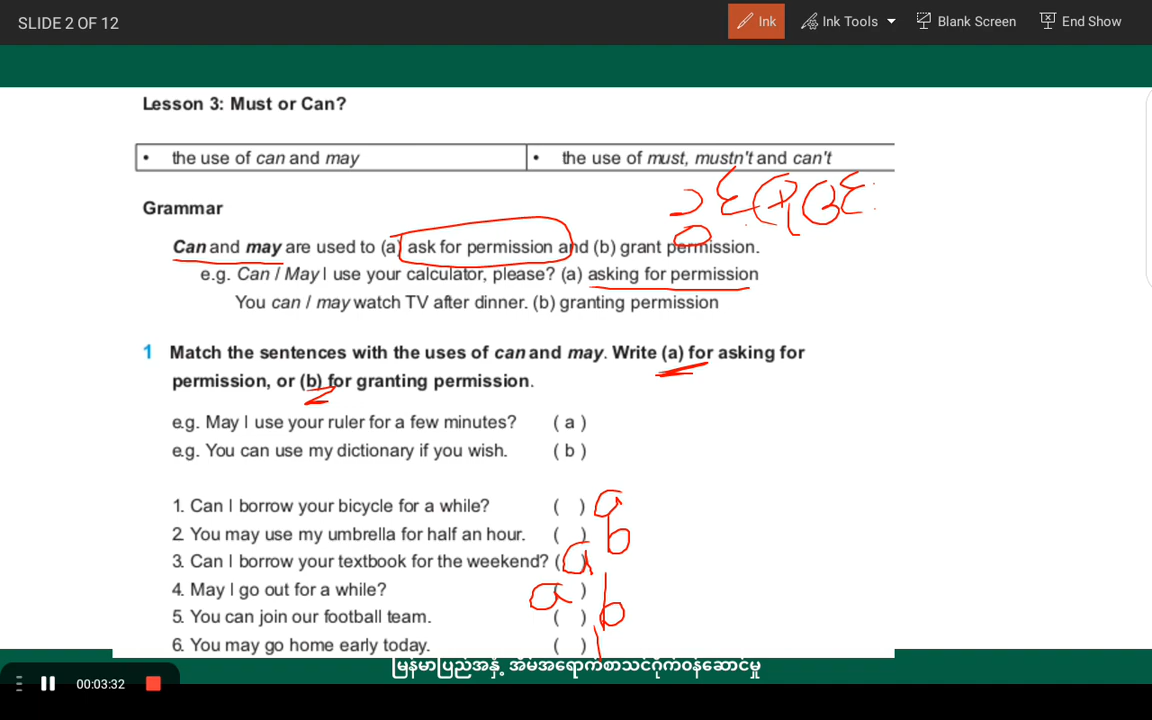 SLIDE 2 OF 12
Ink
Ink Tools
Blank Screen
End Show
Lesson 3: Must or Can?
• the use of can and may
• the use of must, mustn't and can't
Grammar
Can and may are used to (a) ask for permission and (b) grant permission.
e.g. Can / May I use your calculator, please? (a) asking for permission
You can / may watch TV after dinner. (b) granting permission
1 Match the sentences with the uses of can and may. Write (a) for asking for
permission, or (b) for granting permission.
e.g. May I use your ruler for a few minutes? ( a )
e.g. You can use my dictionary if you wish. ( b )
1. Can I borrow your bicycle for a while? ( ) a
2. You may use my umbrella for half an hour. ( ) b
3. Can I borrow your textbook for the weekend? ( a )
4. May I go out for a while? a )
5. You can join our football team. ( ) b
6. You may go home early today. ( )
မြန်မာပြည်အနှံ့ အိမ်အရောက်စာသင်ဝိုက်ဝန်ဆောင်မှု
00:03:32